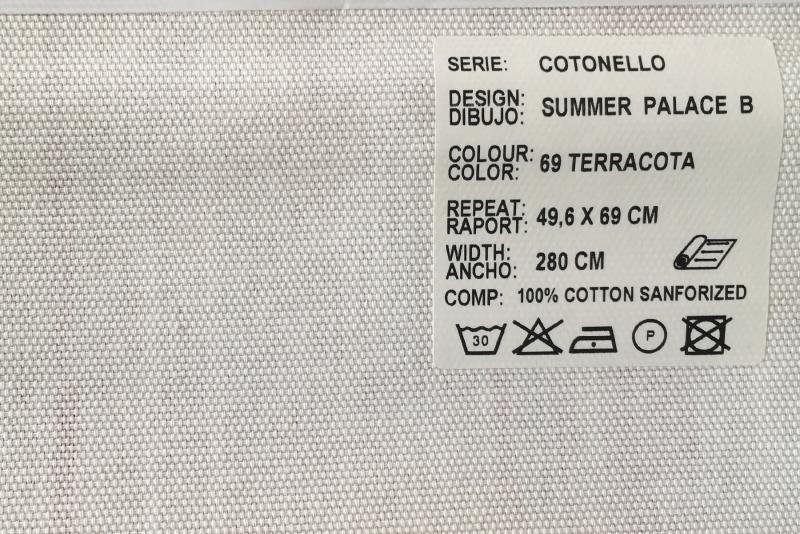 SERIE: COTONELLO
DESIGN:
DIBUJO: SUMMER PALACE B
COLOUR:
COLOR: 69 TERRACOTA
REPEAT:
RAPORT: 49,6 X 69 CM
WIDTH:
ANCHO: 280 CM
COMP: 100% COTTON SANFORIZED
30 P